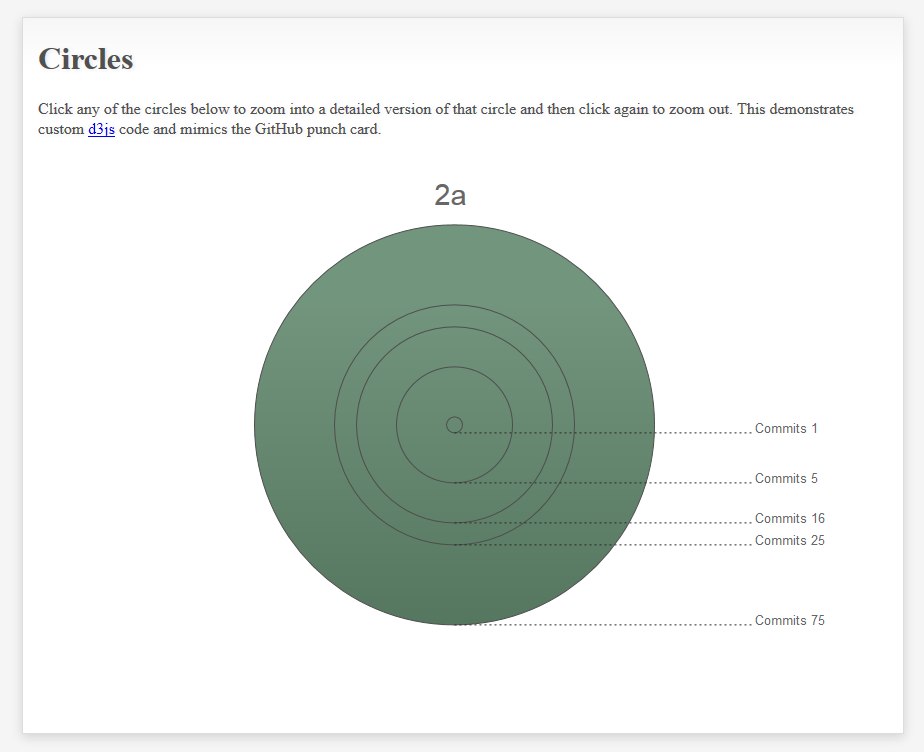 Circles
Click any of the circles below to zoom into a detailed version of that circle and then click again to zoom out. This demonstrates
custom d3js code and mimics the GitHub punch card.
2a
Commits 1
Commits 5
Commits 16
Commits 25
Commits 75